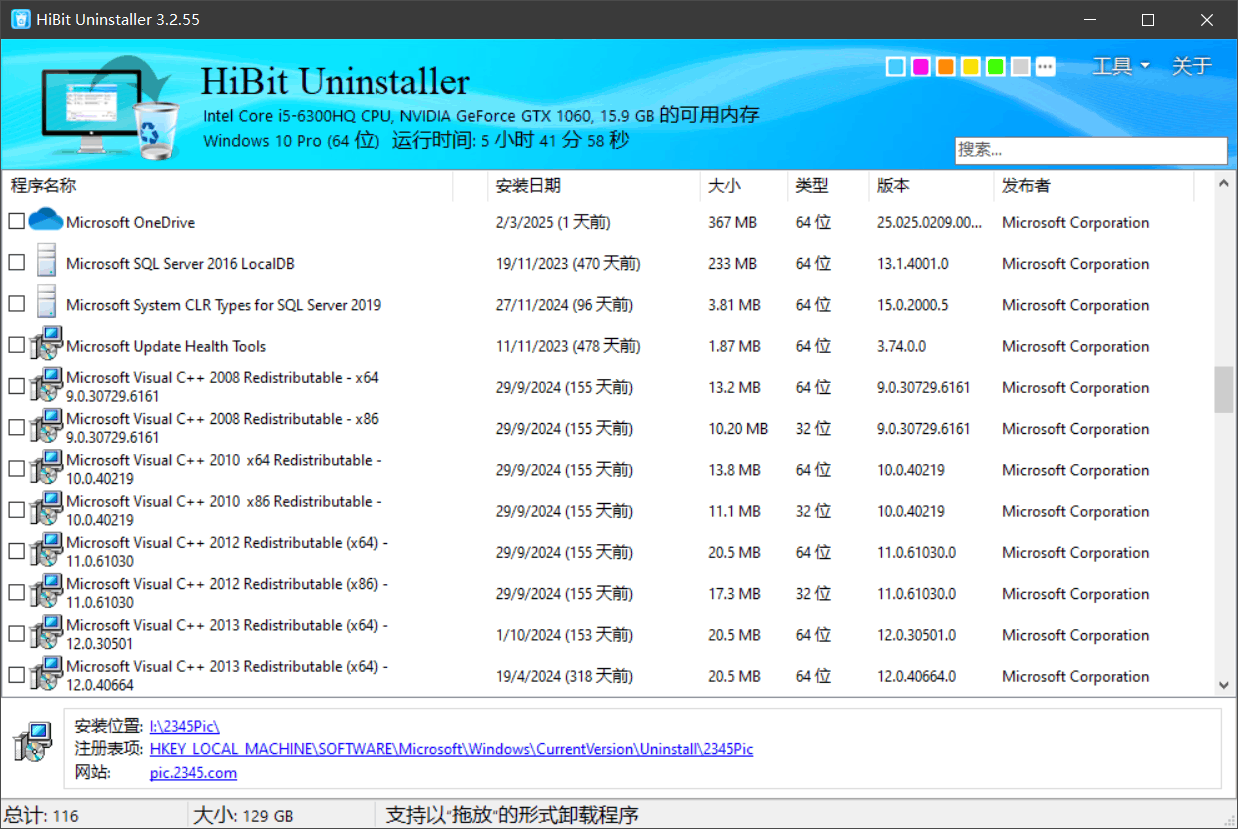 HiBit Uninstaller 3.2.55
HiBit Uninstaller
Intel Core i5-6300HQ CPU, NVIDIA GeForce GTX 1060, 15.9 GB 的可用内存
Windows 10 Pro (64 位) 运行时间: 5 小时 41 分 58 秒
工具 关于
搜索...
程序名称 安装日期 大小 类型 版本 发布者
Microsoft OneDrive 2/3/2025 (1 天前) 367 MB 64 位 25.025.0209.00... Microsoft Corporation
Microsoft SQL Server 2016 LocalDB 19/11/2023 (470 天前) 233 MB 64 位 13.1.4001.0 Microsoft Corporation
Microsoft System CLR Types for SQL Server 2019 27/11/2024 (96 天前) 3.81 MB 64 位 15.0.2000.5 Microsoft Corporation
Microsoft Update Health Tools 11/11/2023 (478 天前) 1.87 MB 64 位 3.74.0.0 Microsoft Corporation
Microsoft Visual C++ 2008 Redistributable - x64
9.0.30729.6161 29/9/2024 (155 天前) 13.2 MB 64 位 9.0.30729.6161 Microsoft Corporation
Microsoft Visual C++ 2008 Redistributable - x86
9.0.30729.6161 29/9/2024 (155 天前) 10.20 MB 32 位 9.0.30729.6161 Microsoft Corporation
Microsoft Visual C++ 2010  x64 Redistributable -
10.0.40219 29/9/2024 (155 天前) 13.8 MB 64 位 10.0.40219 Microsoft Corporation
Microsoft Visual C++ 2010  x86 Redistributable -
10.0.40219 29/9/2024 (155 天前) 11.1 MB 32 位 10.0.40219 Microsoft Corporation
Microsoft Visual C++ 2012 Redistributable (x64) -
11.0.61030 29/9/2024 (155 天前) 20.5 MB 64 位 11.0.61030.0 Microsoft Corporation
Microsoft Visual C++ 2012 Redistributable (x86) -
11.0.61030 29/9/2024 (155 天前) 17.3 MB 32 位 11.0.61030.0 Microsoft Corporation
Microsoft Visual C++ 2013 Redistributable (x64) -
12.0.30501 1/10/2024 (153 天前) 20.5 MB 64 位 12.0.30501.0 Microsoft Corporation
Microsoft Visual C++ 2013 Redistributable (x64) -
12.0.40664 19/4/2024 (318 天前) 20.5 MB 64 位 12.0.40664.0 Microsoft Corporation
安装位置: I:\2345Pic\
注册表项: HKEY_LOCAL_MACHINE\SOFTWARE\Microsoft\Windows\CurrentVersion\Uninstall\2345Pic
网站: pic.2345.com
总计: 116 大小: 129 GB 支持以"拖放"的形式卸载程序